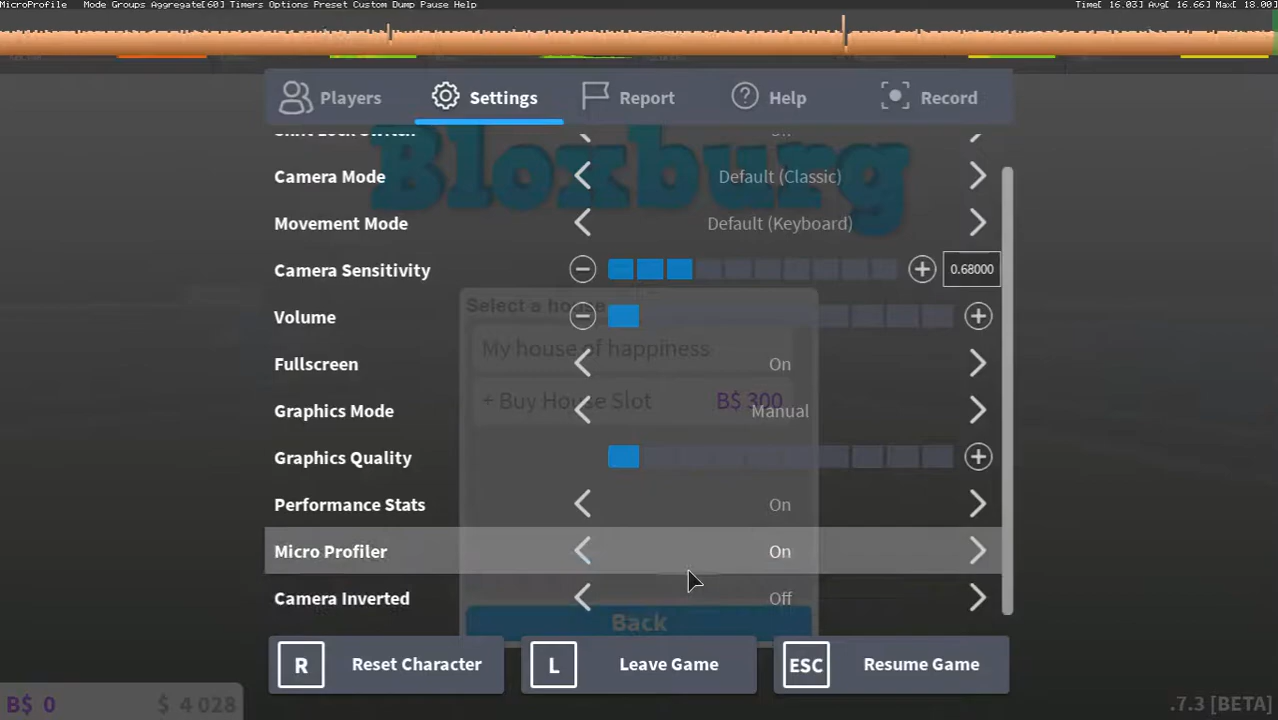 MicroProfile Mode Groups Aggregate[60] Timers Options Preset Custom Dump Pause Help Time[ 16.03] Avg[ 16.66] Max[ 18.00]
Players Settings Report Help Record
Shift Lock Switch
Bloxburg
Camera Mode Default (Classic)
Movement Mode Default (Keyboard)
Camera Sensitivity 0.68000
Select a house
Volume
My house of happiness
Fullscreen On
+ Buy House Slot B$ 300
Graphics Mode Manual
Graphics Quality
Performance Stats On
Micro Profiler On
Camera Inverted Off
Back
R Reset Character L Leave Game ESC Resume Game
B$ 0 $ 4 028 .7.3 [BETA]